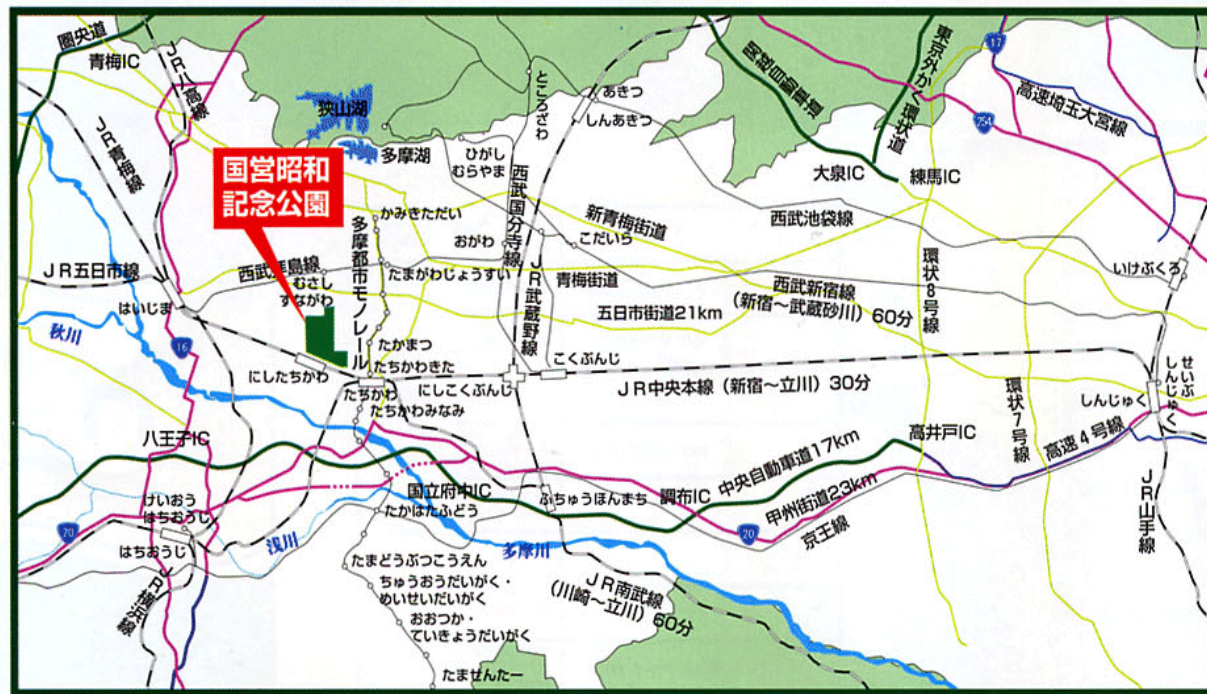 圏央道
青梅IC
JR八高線
JR青梅線
狭山湖
多摩湖
国営昭和
記念公園
ところざわ
あきつ
しんあきつ
ひがし
むらやま
西武国分寺線
関越自動車道
東京外かく環状道
17
254
高速埼玉大宮線
大泉IC
練馬IC
かみきただい
新青梅街道
西武池袋線
おがわ
こだいら
多摩都市モノレール
JR五日市線
西武拝島線
むさし
すながわ
たまがわじょうすい
青梅街道
JR武蔵野線
西武新宿線
(新宿〜武蔵砂川)60分
環状8号線
いけぶくろ
はいじま
五日市街道21km
秋川
16
たかまつ
たちかわきた
にしたちかわ
たちかわ
にしこくぶんじ
こくぶんじ
JR中央本線(新宿〜立川)30分
環状7号線
せいぶ
しんじゅく
しんじゅく
たちかわみなみ
八王子IC
高井戸IC
高速4号線
中央自動車道17km
国立府中IC
ふちゅうほんまち
調布IC
甲州街道23km
けいおう
はちおうじ
たかはたふどう
20
20
はちおうじ
浅川
多摩川
京王線
JR山手線
JR横浜線
たまどうぶつこうえん
ちゅうおうだいがく・
めいせいだいがく
おおつか・
ていきょうだいがく
たませんたー
JR南武線
(川崎〜立川)60分